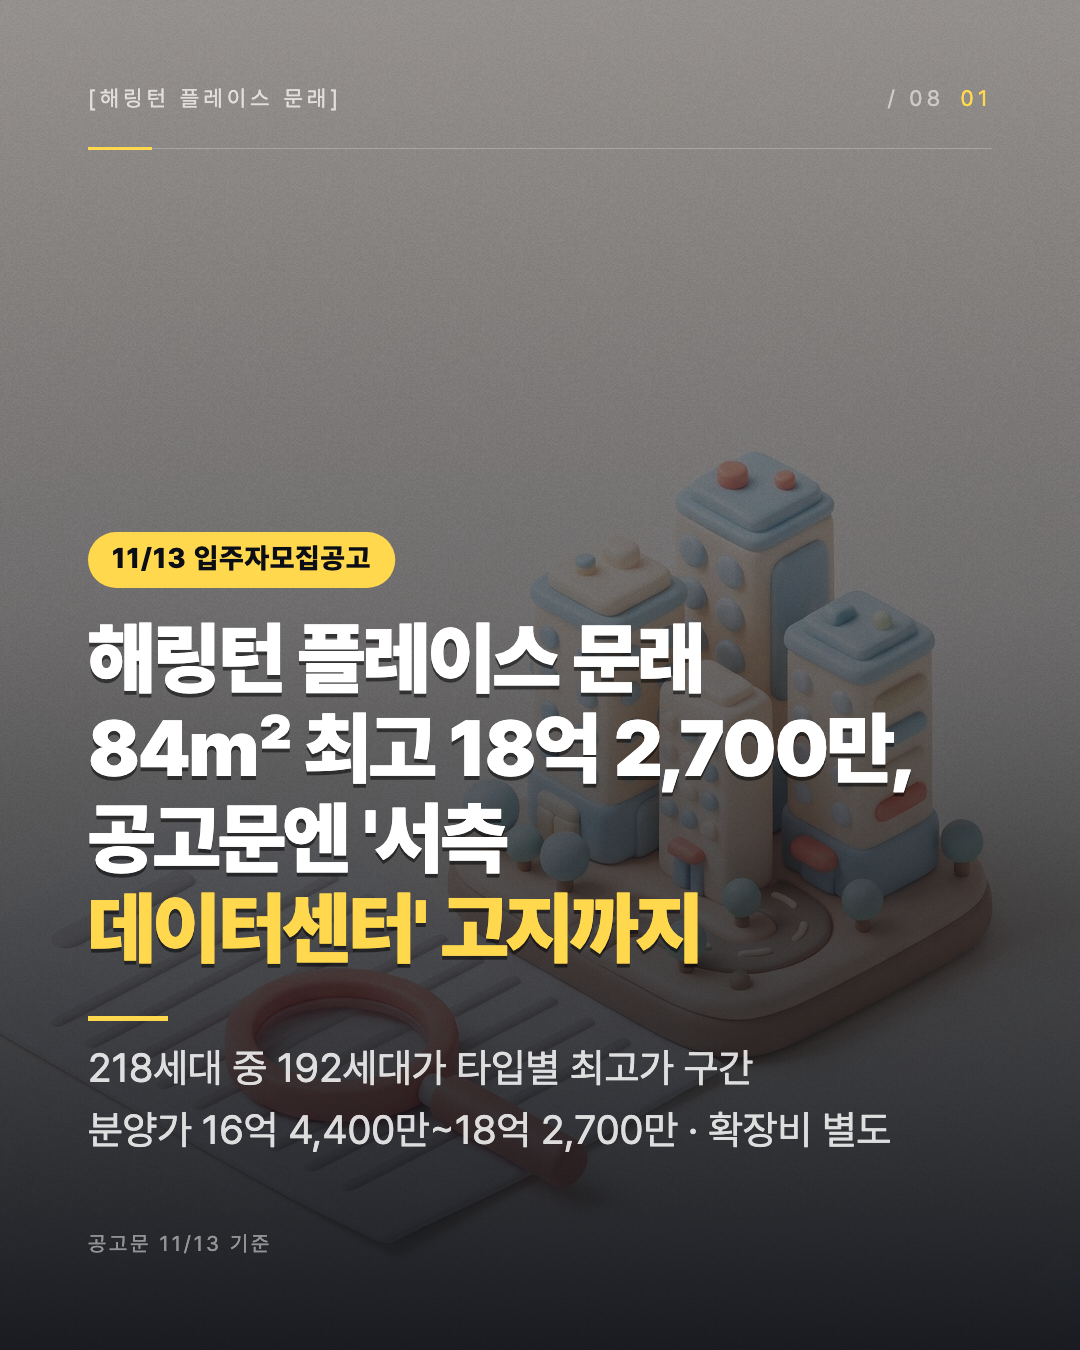 [해링턴 플레이스 문래]
/ 08 01
11/13 입주자모집공고
해링턴 플레이스 문래
84m² 최고 18억 2,700만,
공고문엔 '서측
데이터센터' 고지까지
218세대 중 192세대가 타입별 최고가 구간
분양가 16억 4,400만~18억 2,700만 · 확장비 별도
공고문 11/13 기준